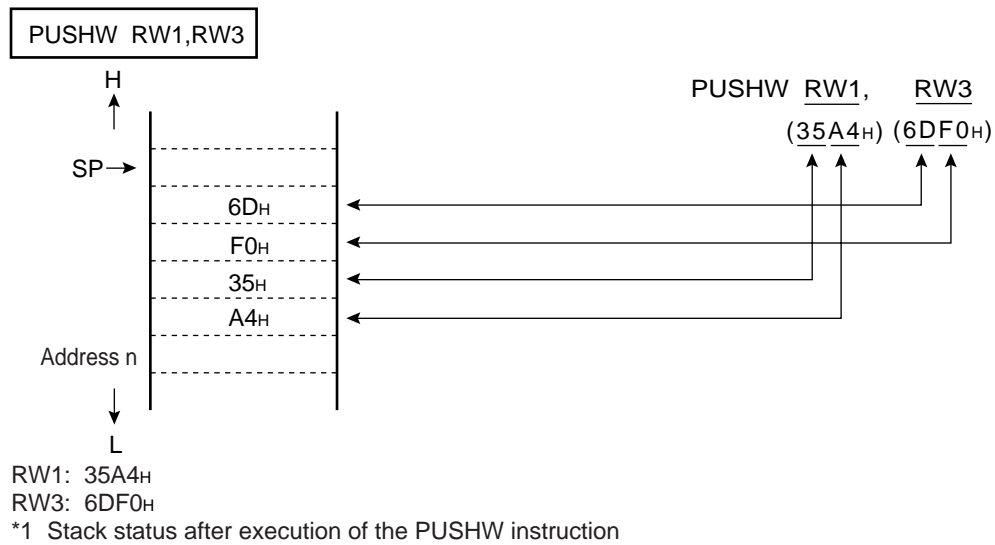 PUSHW RW1,RW3
H
PUSHW RW1, RW3
(35A4H) (6DF0H)
SP
6DH
F0H
35H
A4H
Address n
L
RW1: 35A4H
RW3: 6DF0H
*1 Stack status after execution of the PUSHW instruction